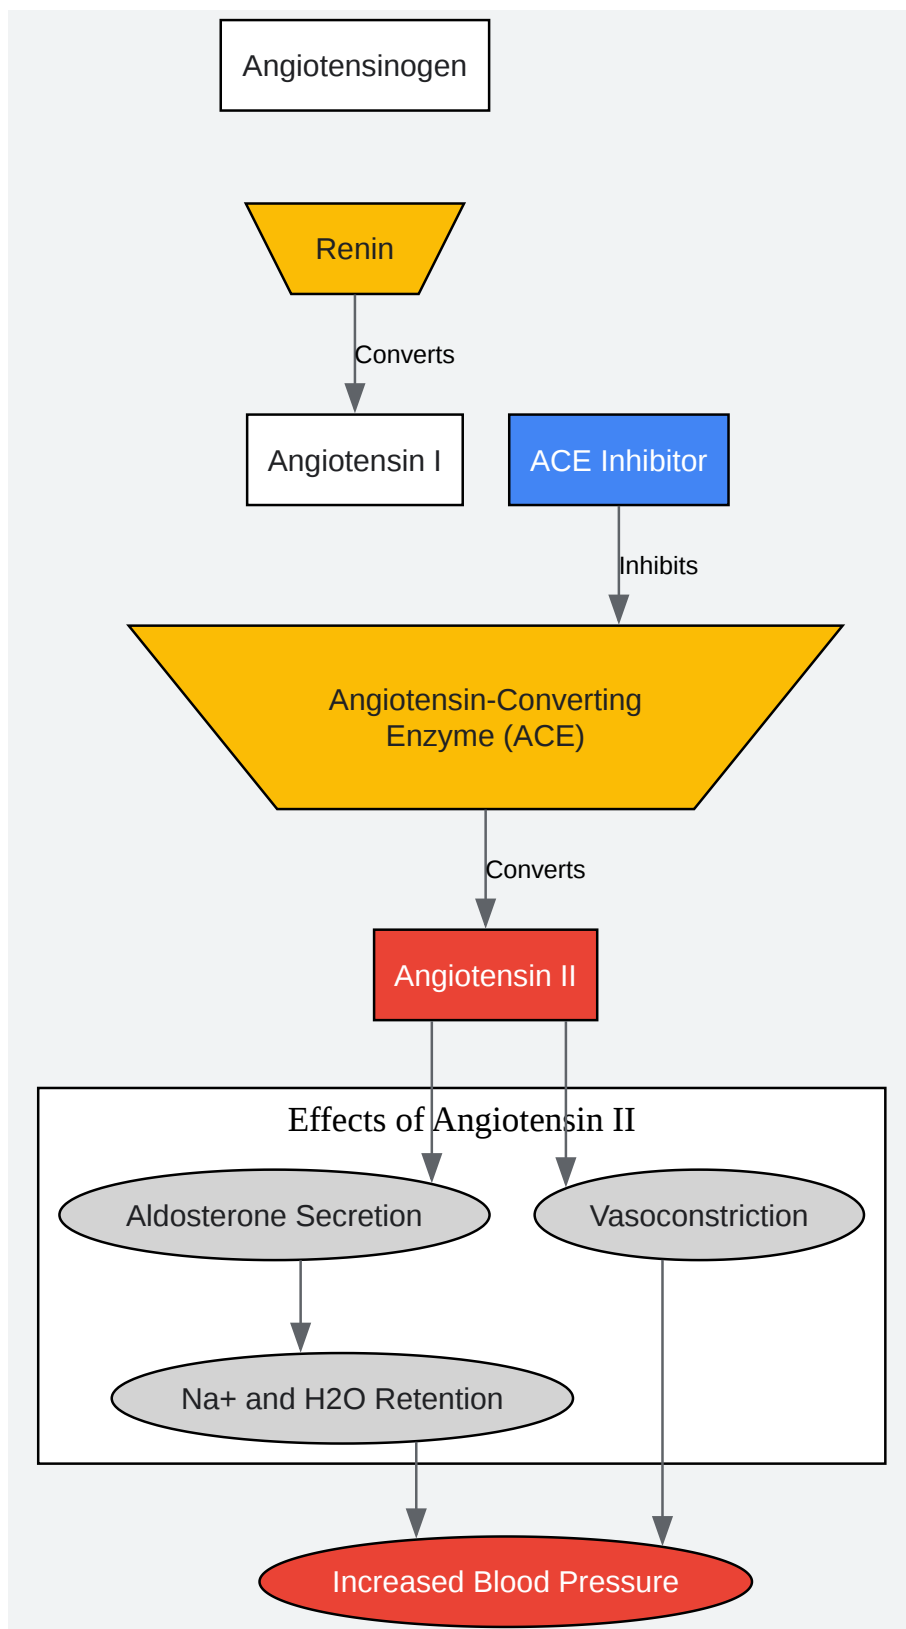 Angiotensinogen
Renin
Converts
Angiotensin I
ACE Inhibitor
Inhibits
Angiotensin-Converting
Enzyme (ACE)
Converts
Angiotensin II
Effects of Angiotensin II
Aldosterone Secretion
Vasoconstriction
Na+ and H2O Retention
Increased Blood Pressure